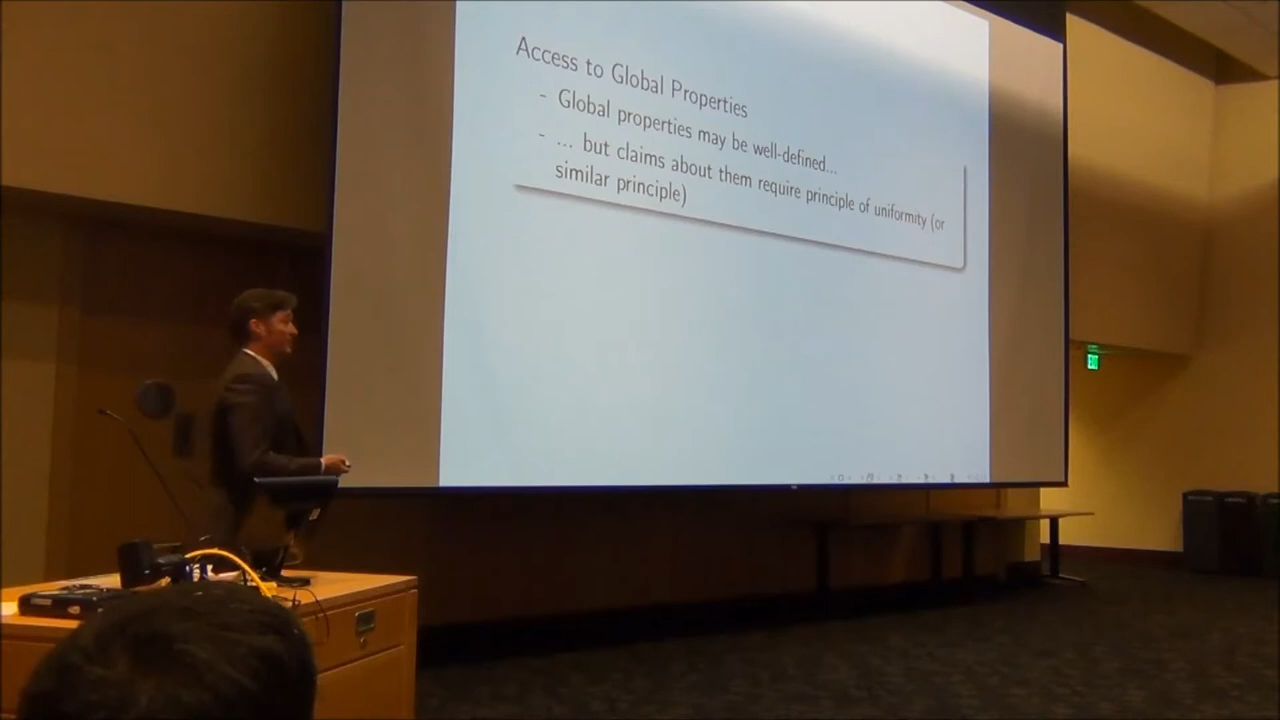 Access to Global Properties
- Global properties may be well-defined...
- ... but claims about them require principle of uniformity (or
similar principle)
EXIT